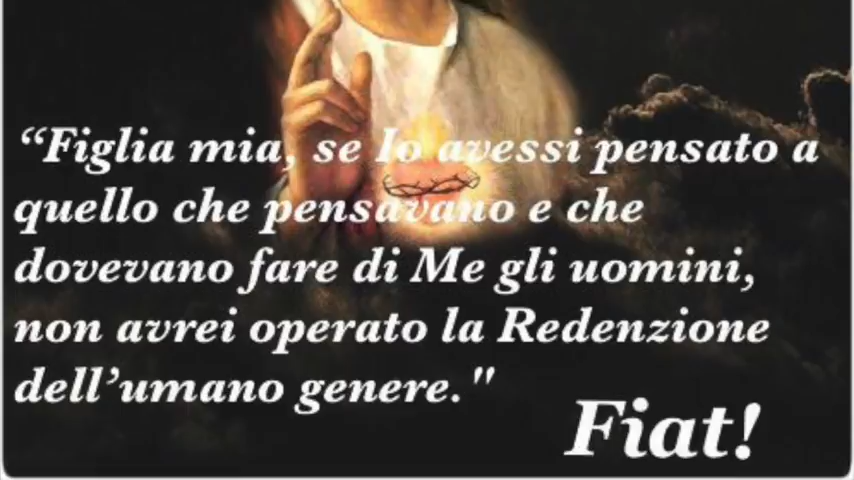 “Figlia mia, se Io avessi pensato a
quello che pensavano e che
dovevano fare di Me gli uomini,
non avrei operato la Redenzione
dell’umano genere."
Fiat!